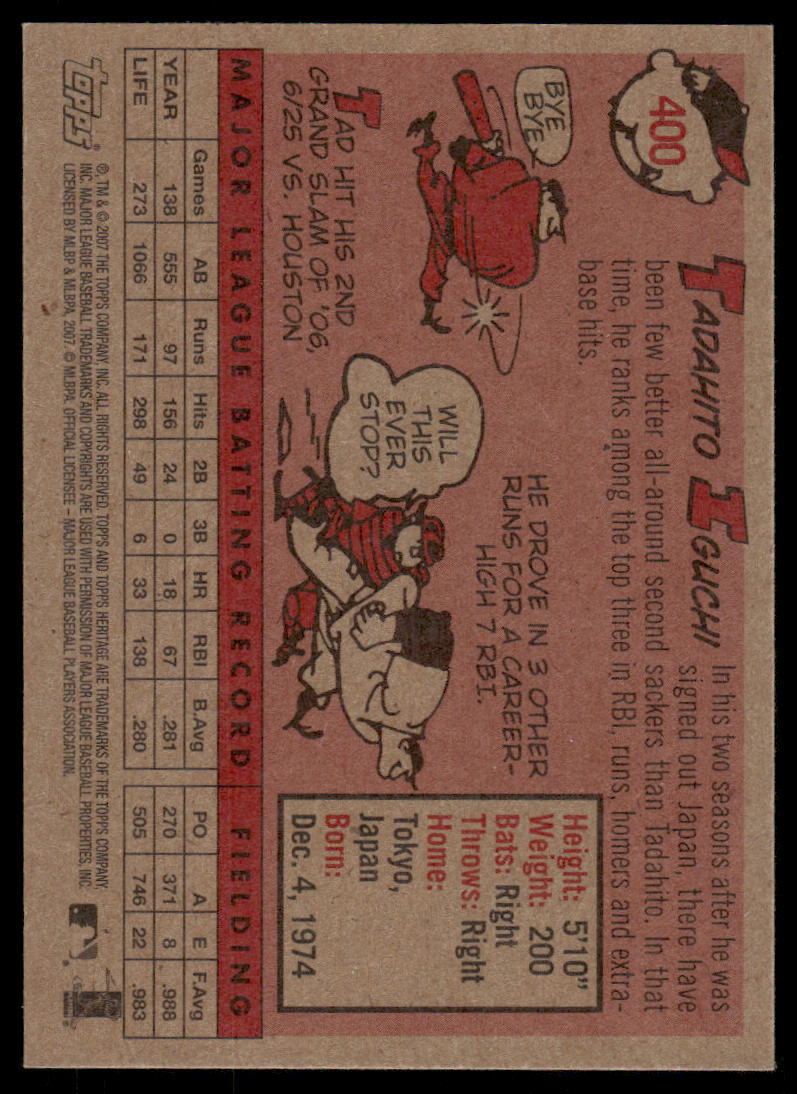 400
TADAHITO IGUCHI
In his two seasons after he was
signed out Japan, there have
been few better all-around second sackers than Tadahito. In that
time, he ranks among the top three in RBI, runs, homers and extra-
base hits.
BYE
BYE
TAD HIT HIS 2ND
GRAND SLAM OF '06,
6/25 VS. HOUSTON
HE DROVE IN 3 OTHER
RUNS FOR A CAREER-
HIGH 7 RBI.
WILL
THIS
EVER
STOP?
Height: 5'10"
Weight: 200
Bats: Right
Throws: Right
Home:
Tokyo,
Japan
Born:
Dec. 4, 1974
MAJOR LEAGUE BATTING RECORD FIELDING
Games AB Runs Hits 2B 3B HR RBI B.Avg PO A E F.Avg
YEAR 138 555 97 156 24 0 18 67 .281 270 371 8 .988
LIFE 273 1066 171 298 49 6 33 138 .280 505 746 22 .983
TOPPS ® ®, TM & © 2007 THE TOPPS COMPANY, INC. ALL RIGHTS RESERVED. TOPPS AND TOPPS HERITAGE ARE TRADEMARKS OF THE TOPPS COMPANY,
INC. MAJOR LEAGUE BASEBALL TRADEMARKS AND COPYRIGHTS ARE USED WITH PERMISSION OF MAJOR LEAGUE BASEBALL PROPERTIES, INC.
LICENSED BY MLBP & MLBPA, 2007. © MLBPA. OFFICIAL LICENSEE – MAJOR LEAGUE BASEBALL PLAYERS ASSOCIATION.